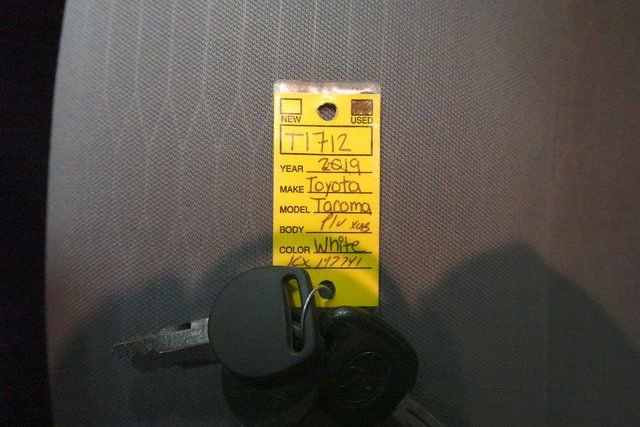 NEW USED
T1712
YEAR 2019
MAKE Toyota
MODEL Tacoma
BODY P/U
COLOR White